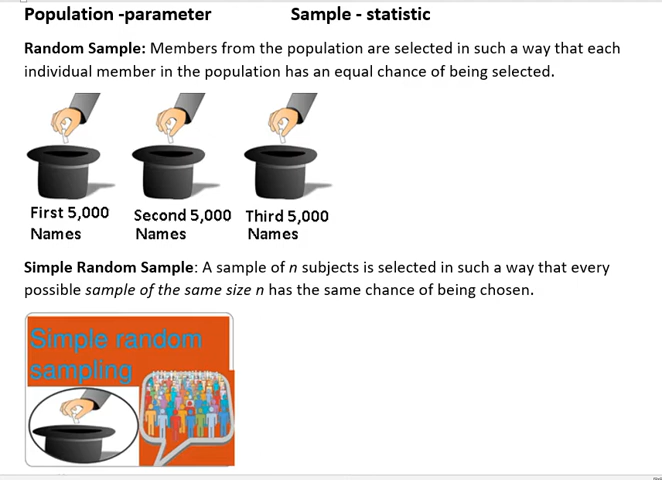 Population -parameter Sample - statistic
Random Sample: Members from the population are selected in such a way that each
individual member in the population has an equal chance of being selected.
First 5,000 Names
Second 5,000 Names
Third 5,000 Names
Simple Random Sample: A sample of n subjects is selected in such a way that every
possible sample of the same size n has the same chance of being chosen.
Simple random
sampling